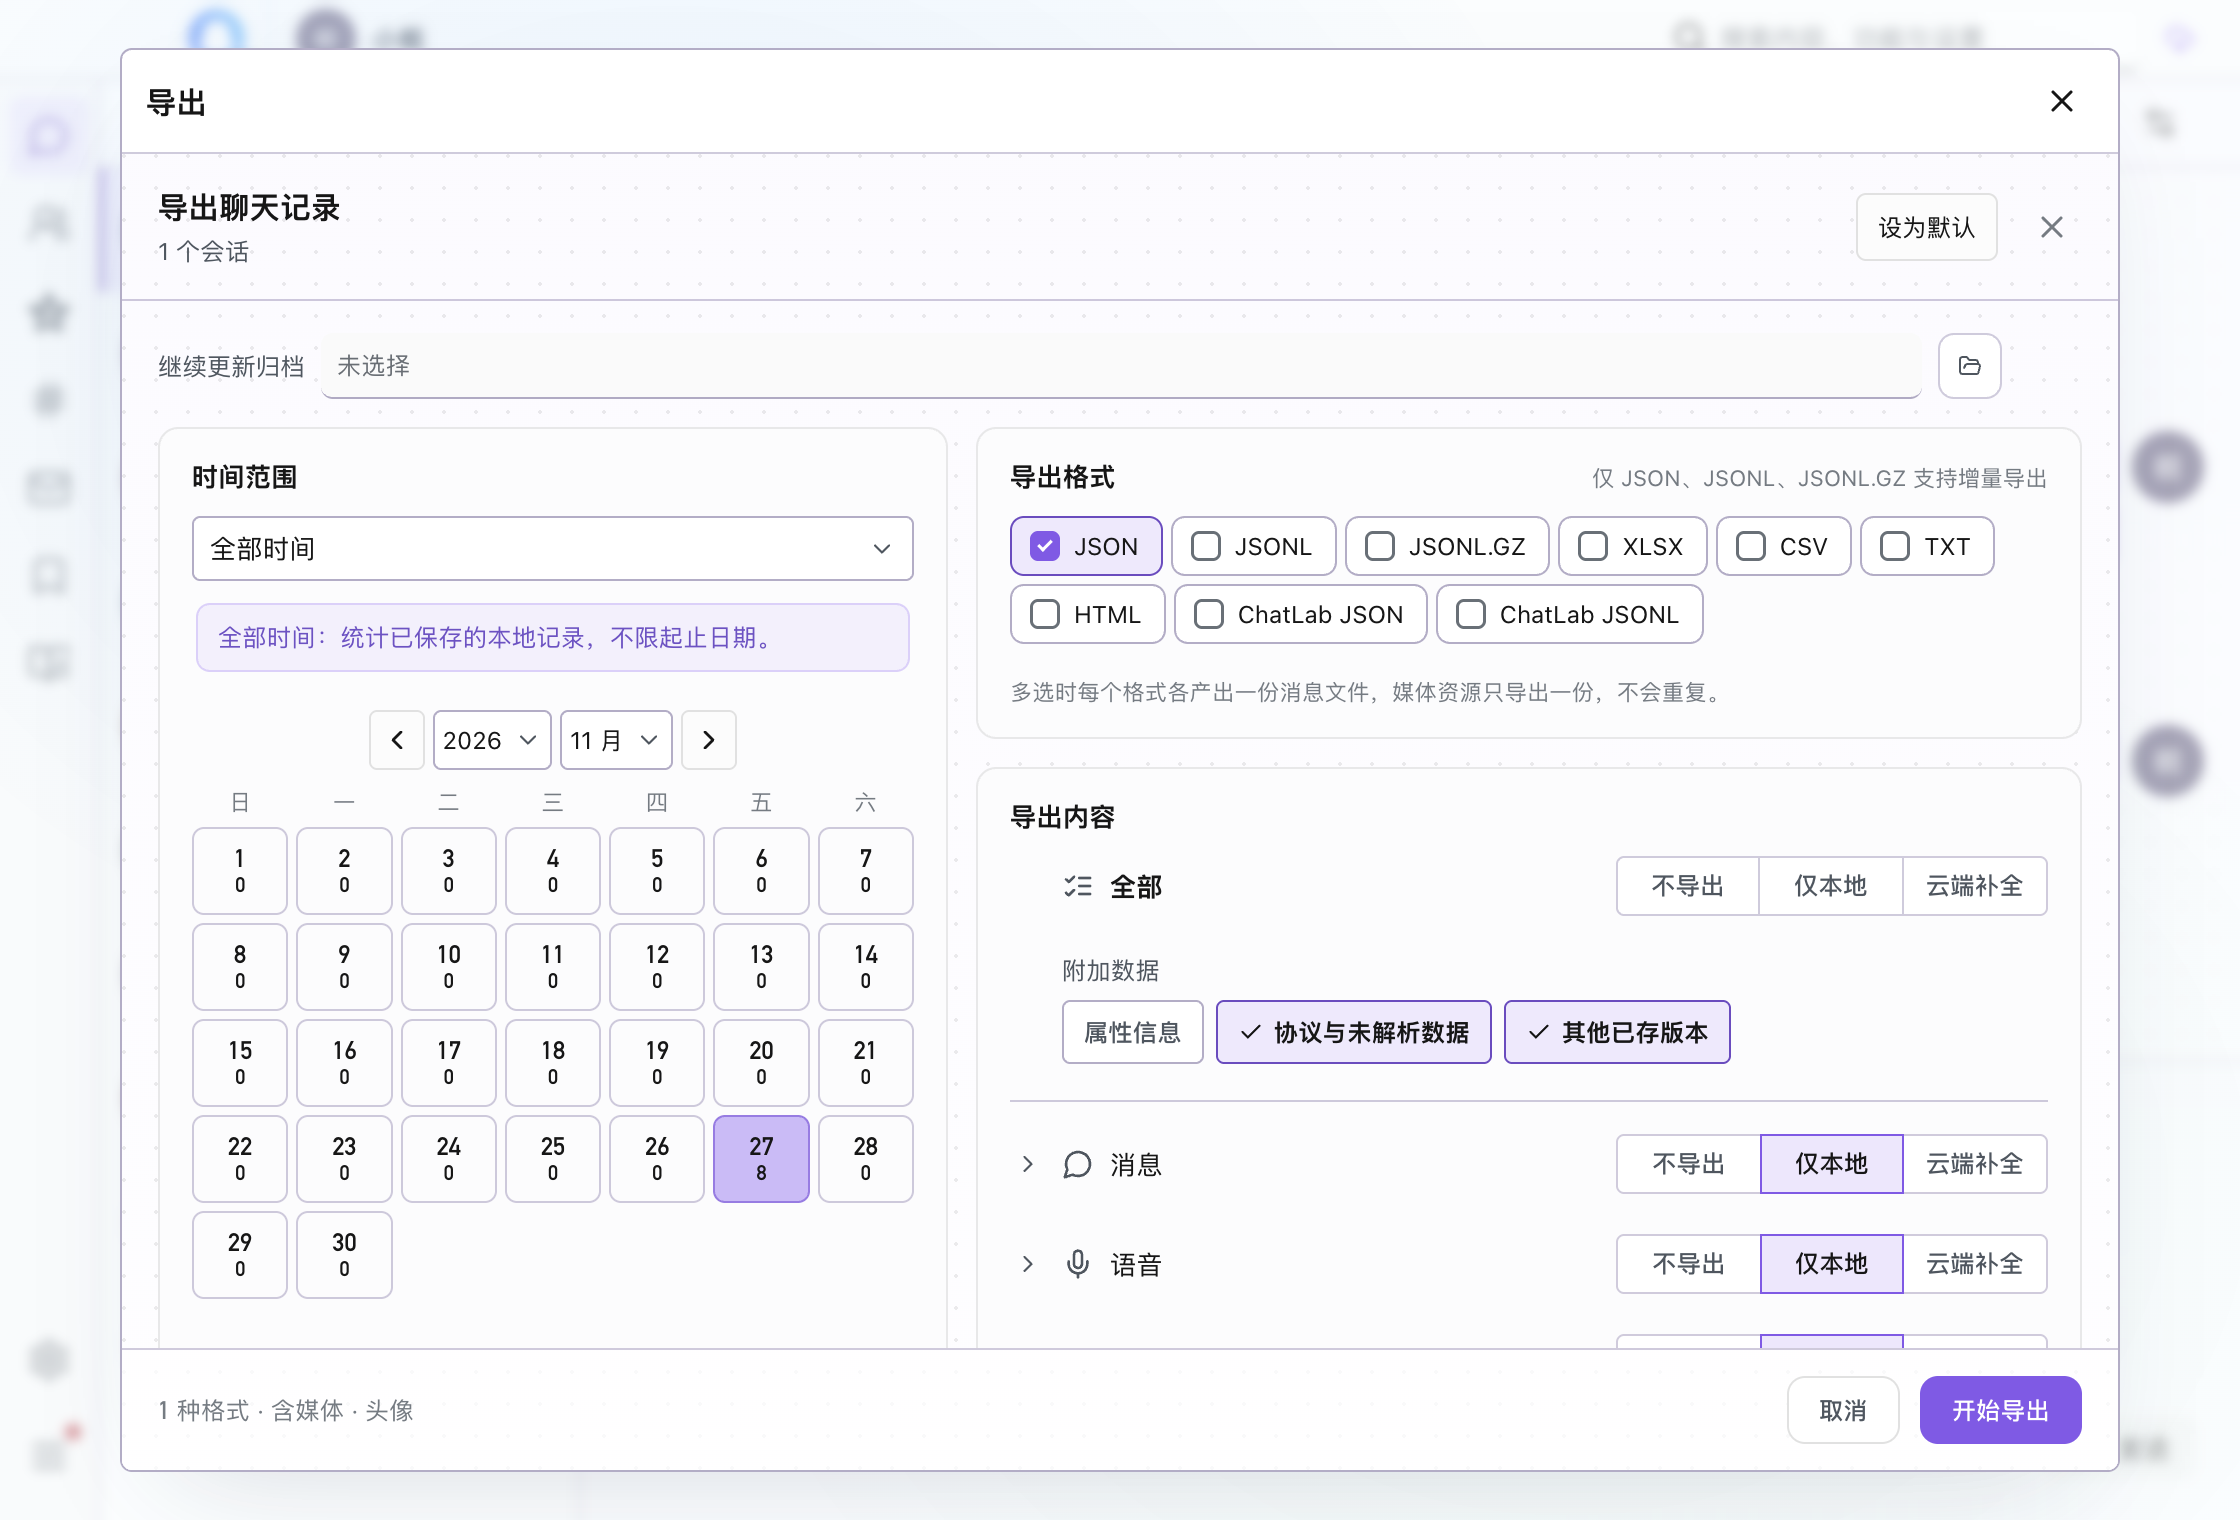 导出
导出聊天记录
1 个会话
设为默认
继续更新归档 未选择
时间范围
全部时间
全部时间：统计已保存的本地记录，不限起止日期。
2026 11 月
日 一 二 三 四 五 六
1 2 3 4 5 6 7
0 0 0 0 0 0 0
8 9 10 11 12 13 14
0 0 0 0 0 0 0
15 16 17 18 19 20 21
0 0 0 0 0 0 0
22 23 24 25 26 27 28
0 0 0 0 0 8 0
29 30
0 0
导出格式 仅 JSON、JSONL、JSONL.GZ 支持增量导出
JSON JSONL JSONL.GZ XLSX CSV TXT
HTML ChatLab JSON ChatLab JSONL
多选时每个格式各产出一份消息文件，媒体资源只导出一份，不会重复。
导出内容
全部 不导出 仅本地 云端补全
附加数据
属性信息 协议与未解析数据 其他已存版本
消息 不导出 仅本地 云端补全
语音 不导出 仅本地 云端补全
1 种格式 · 含媒体 · 头像
取消 开始导出